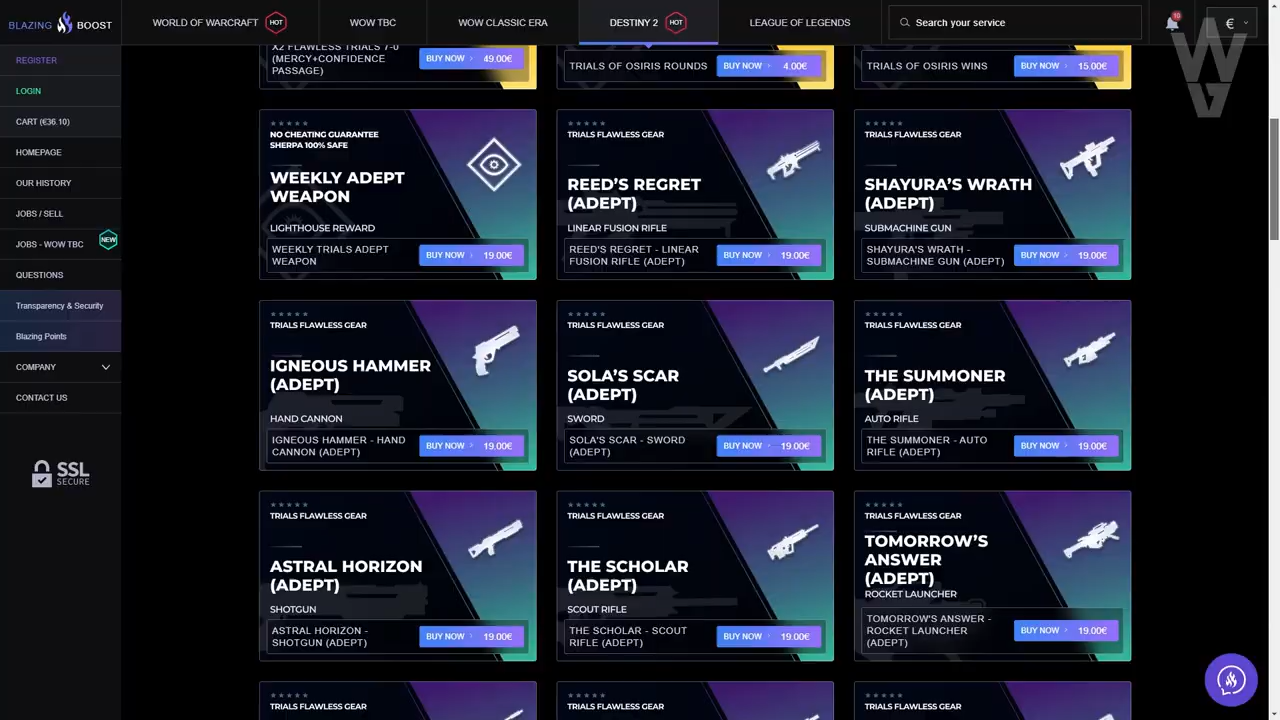 BLAZING BOOST
WORLD OF WARCRAFT HOT
WOW TBC
WOW CLASSIC ERA
DESTINY 2 HOT
LEAGUE OF LEGENDS
Search your service
10
€
REGISTER
LOGIN
CART (€36.10)
HOMEPAGE
OUR HISTORY
JOBS / SELL
JOBS - WOW TBC NEW
QUESTIONS
Transparency & Security
Blazing Points
COMPANY
CONTACT US
SSL
SECURE
X2 FLAWLESS TRIALS 7-0
(MERCY+CONFIDENCE
PASSAGE)
BUY NOW 49.00€
TRIALS OF OSIRIS ROUNDS
BUY NOW 4.00€
TRIALS OF OSIRIS WINS
BUY NOW 15.00€
NO CHEATING GUARANTEE
SHERPA 100% SAFE
WEEKLY ADEPT
WEAPON
LIGHTHOUSE REWARD
WEEKLY TRIALS ADEPT
WEAPON
BUY NOW 19.00€
TRIALS FLAWLESS GEAR
REED'S REGRET
(ADEPT)
LINEAR FUSION RIFLE
REED'S REGRET - LINEAR
FUSION RIFLE (ADEPT)
BUY NOW 19.00€
TRIALS FLAWLESS GEAR
SHAYURA'S WRATH
(ADEPT)
SUBMACHINE GUN
SHAYURA'S WRATH -
SUBMACHINE GUN (ADEPT)
BUY NOW 19.00€
TRIALS FLAWLESS GEAR
IGNEOUS HAMMER
(ADEPT)
HAND CANNON
IGNEOUS HAMMER - HAND
CANNON (ADEPT)
BUY NOW 19.00€
TRIALS FLAWLESS GEAR
SOLA'S SCAR
(ADEPT)
SWORD
SOLA'S SCAR - SWORD
(ADEPT)
BUY NOW 19.00€
TRIALS FLAWLESS GEAR
THE SUMMONER
(ADEPT)
AUTO RIFLE
THE SUMMONER - AUTO
RIFLE (ADEPT)
BUY NOW 19.00€
TRIALS FLAWLESS GEAR
ASTRAL HORIZON
(ADEPT)
SHOTGUN
ASTRAL HORIZON -
SHOTGUN (ADEPT)
BUY NOW 19.00€
TRIALS FLAWLESS GEAR
THE SCHOLAR
(ADEPT)
SCOUT RIFLE
THE SCHOLAR - SCOUT
RIFLE (ADEPT)
BUY NOW 19.00€
TRIALS FLAWLESS GEAR
TOMORROW'S
ANSWER
(ADEPT)
ROCKET LAUNCHER
TOMORROW'S ANSWER -
ROCKET LAUNCHER
(ADEPT)
BUY NOW 19.00€
TRIALS FLAWLESS GEAR
TRIALS FLAWLESS GEAR
TRIALS FLAWLESS GEAR